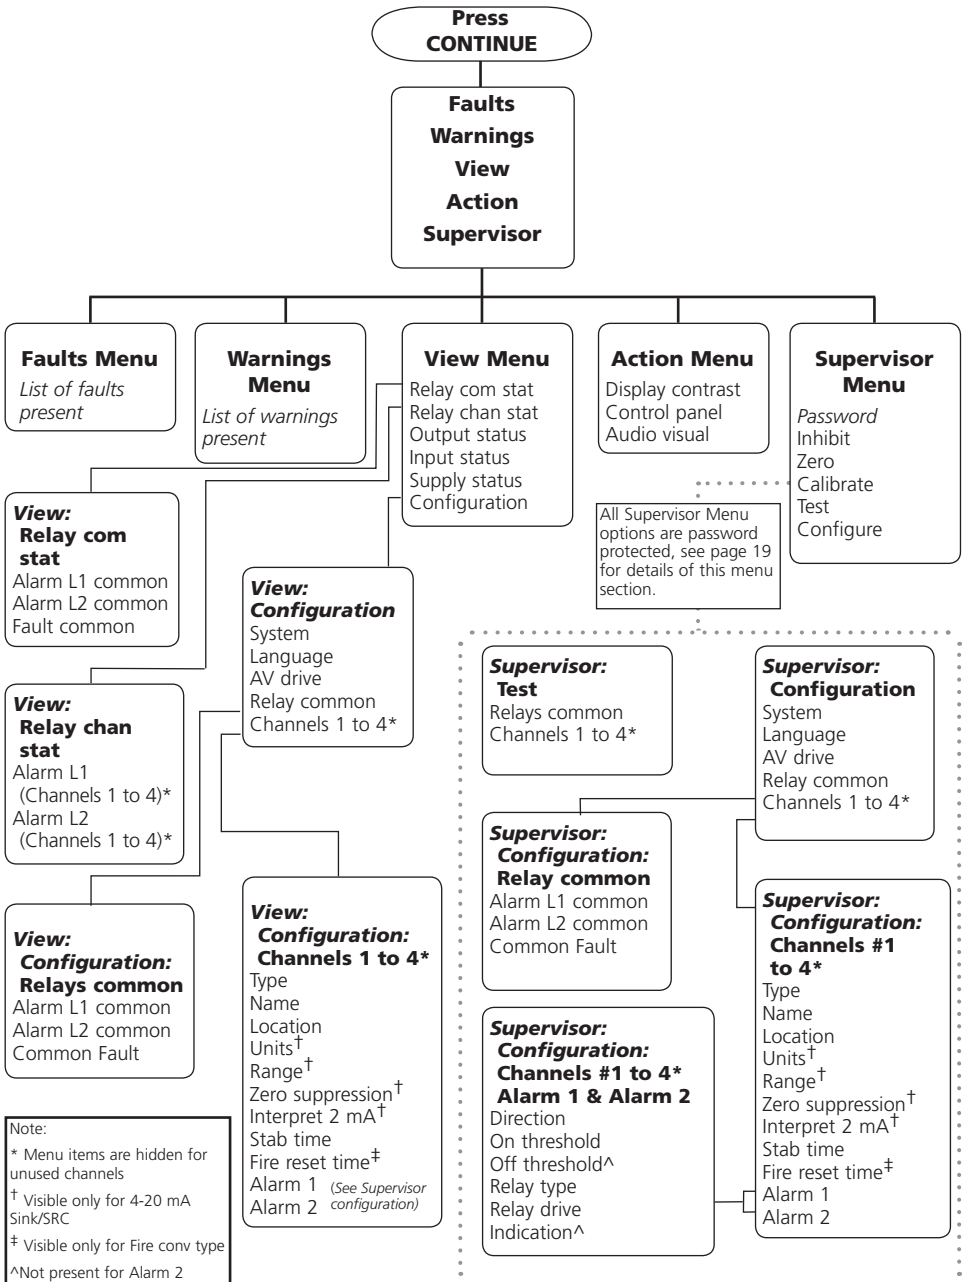 Press
CONTINUE
Faults
Warnings
View
Action
Supervisor
Faults Menu
List of faults
present
Warnings
Menu
List of warnings
present
View Menu
Relay com stat
Relay chan stat
Output status
Input status
Supply status
Configuration
Action Menu
Display contrast
Control panel
Audio visual
Supervisor
Menu
Password
Inhibit
Zero
Calibrate
Test
Configure
All Supervisor Menu
options are password
protected, see page 19
for details of this menu
section.
View:
Relay com
stat
Alarm L1 common
Alarm L2 common
Fault common
View:
Relay chan
stat
Alarm L1
(Channels 1 to 4)*
Alarm L2
(Channels 1 to 4)*
View:
Configuration:
Relays common
Alarm L1 common
Alarm L2 common
Common Fault
View:
Configuration
System
Language
AV drive
Relay common
Channels 1 to 4*
View:
Configuration:
Channels 1 to 4*
Type
Name
Location
Units†
Range†
Zero suppression†
Interpret 2 mA†
Stab time
Fire reset time‡
Alarm 1 (See Supervisor
Alarm 2 configuration)
Supervisor:
Test
Relays common
Channels 1 to 4*
Supervisor:
Configuration
System
Language
AV drive
Relay common
Channels 1 to 4*
Supervisor:
Configuration:
Relay common
Alarm L1 common
Alarm L2 common
Common Fault
Supervisor:
Configuration:
Channels #1
to 4*
Type
Name
Location
Units†
Range†
Zero suppression†
Interpret 2 mA†
Stab time
Fire reset time‡
Alarm 1
Alarm 2
Supervisor:
Configuration:
Channels #1 to 4*
Alarm 1 & Alarm 2
Direction
On threshold
Off threshold^
Relay type
Relay drive
Indication^
Note:
* Menu items are hidden for
unused channels
† Visible only for 4-20 mA
Sink/SRC
‡ Visible only for Fire conv type
^Not present for Alarm 2